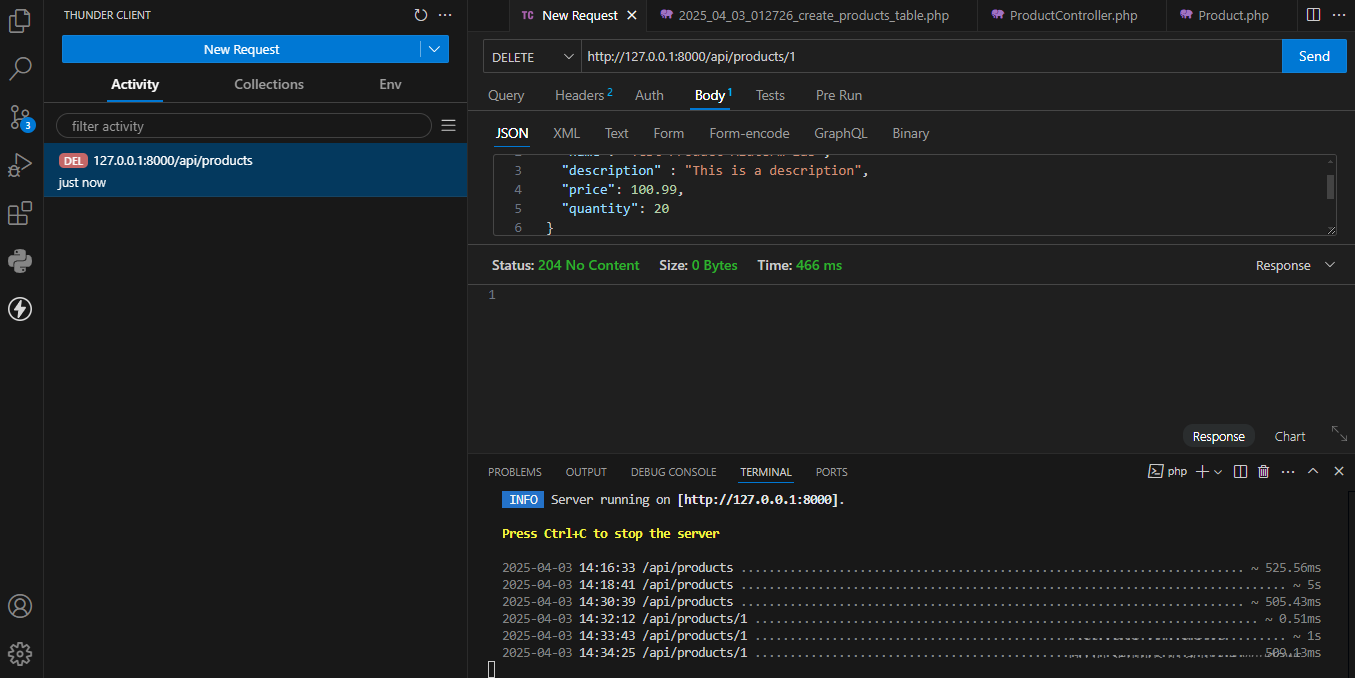 THUNDER CLIENT
New Request
Activity Collections Env
filter activity
DEL 127.0.0.1:8000/api/products
just now
3
TC New Request 2025_04_03_012726_create_products_table.php ProductController.php Product.php
DELETE http://127.0.0.1:8000/api/products/1 Send
Query Headers 2 Auth Body 1 Tests Pre Run
JSON XML Text Form Form-encode GraphQL Binary
3 "description" : "This is a description",
4 "price": 100.99,
5 "quantity": 20
6 }
Status: 204 No Content Size: 0 Bytes Time: 466 ms Response
1
Response Chart
PROBLEMS OUTPUT DEBUG CONSOLE TERMINAL PORTS php
INFO Server running on [http://127.0.0.1:8000].
Press Ctrl+C to stop the server
2025-04-03 14:16:33 /api/products ~ 525.56ms
2025-04-03 14:18:41 /api/products ~ 5s
2025-04-03 14:30:39 /api/products ~ 505.43ms
2025-04-03 14:32:12 /api/products/1 ~ 0.51ms
2025-04-03 14:33:43 /api/products/1 ~ 1s
2025-04-03 14:34:25 /api/products/1 509.13ms